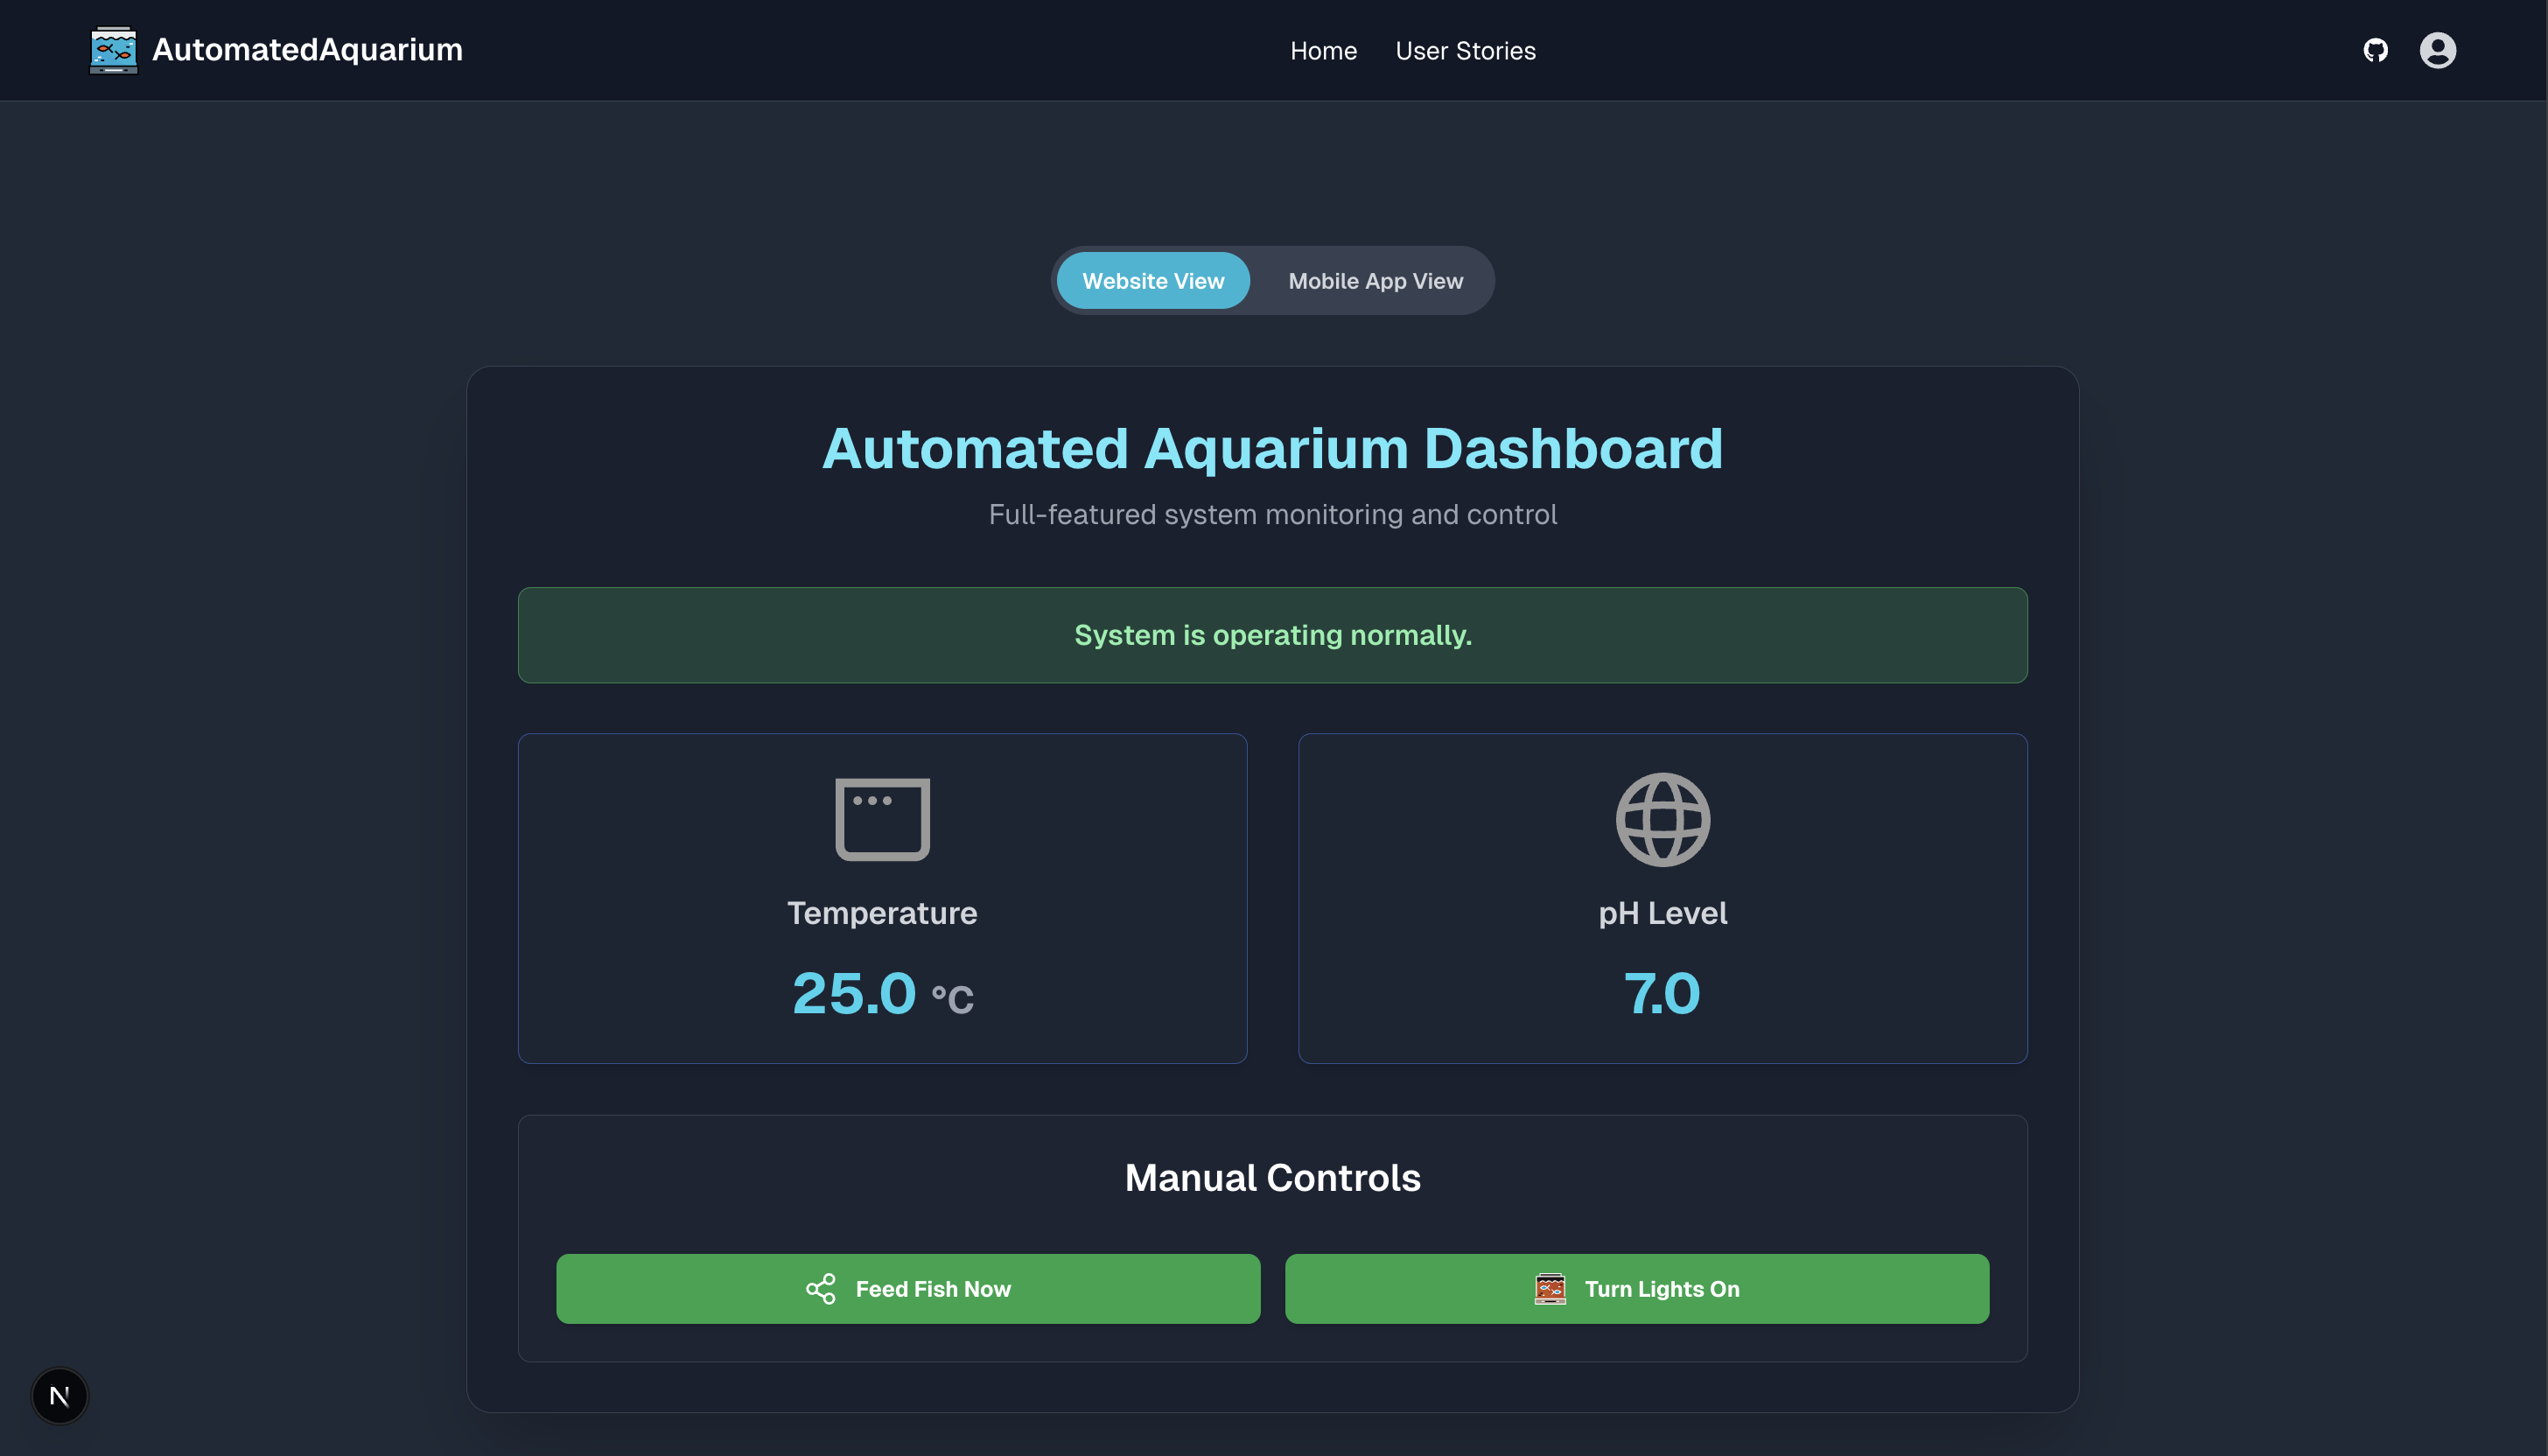 AutomatedAquarium
Home
User Stories
Website View
Mobile App View
Automated Aquarium Dashboard
Full-featured system monitoring and control
System is operating normally.
Temperature
pH Level
25.0 °C
7.0
Manual Controls
Feed Fish Now
Turn Lights On
N